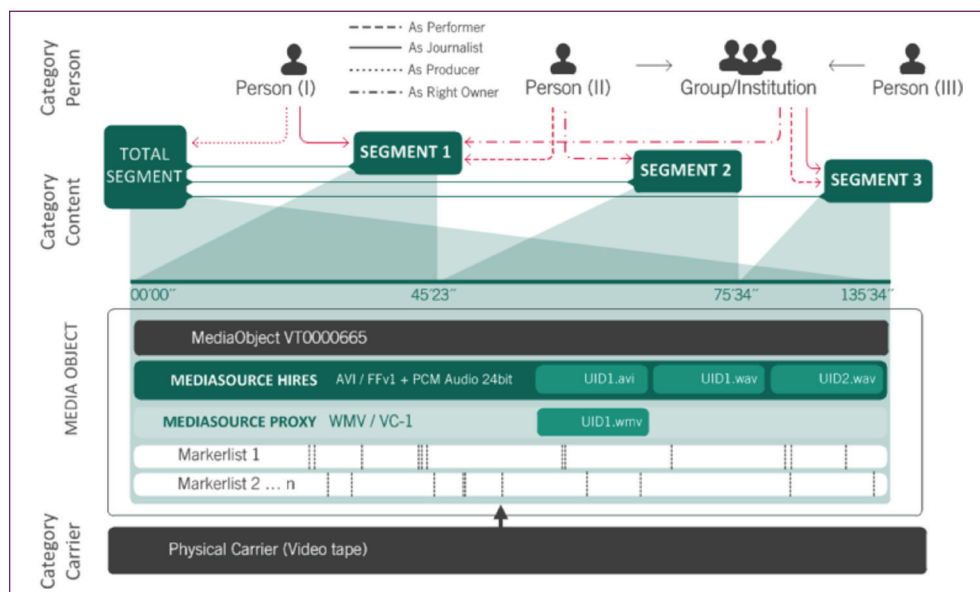 Category
Person
As Performer
As Journalist
As Producer
As Right Owner
Person (I)
Person (II)
Group/Institution
Person (III)
Category
Content
TOTAL
SEGMENT
SEGMENT 1
SEGMENT 2
SEGMENT 3
00'00"
45'23"
75'34"
135'34"
MEDIA OBJECT
MediaObject VT0000665
MEDIASOURCE HIRES AVI / FFv1 + PCM Audio 24bit UID1.avi UID1.wav UID2.wav
MEDIASOURCE PROXY WMV / VC-1 UID1.wmv
Markerlist 1
Markerlist 2 ... n
Category
Carrier
Physical Carrier (Video tape)